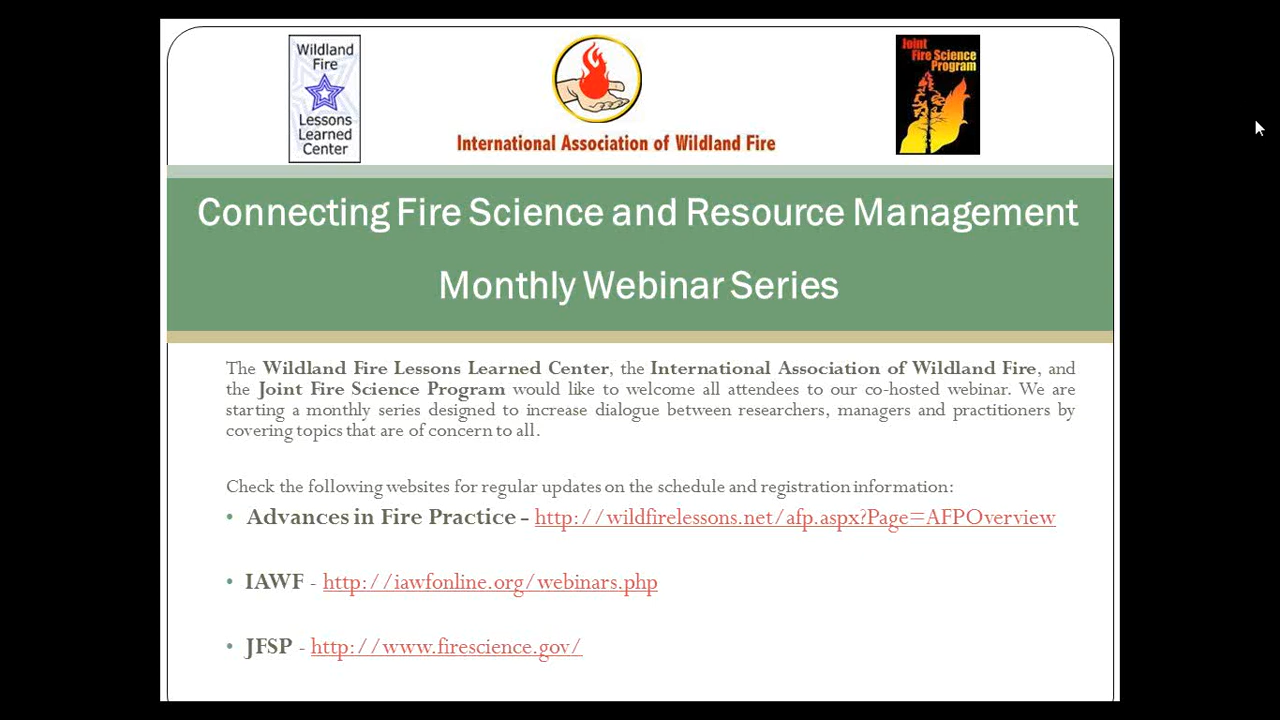 Wildland
Fire
Lessons
Learned
Center
International Association of Wildland Fire
Joint
Fire Science
Program
Connecting Fire Science and Resource Management
Monthly Webinar Series
The Wildland Fire Lessons Learned Center, the International Association of Wildland Fire, and
the Joint Fire Science Program would like to welcome all attendees to our co-hosted webinar. We are
starting a monthly series designed to increase dialogue between researchers, managers and practitioners by
covering topics that are of concern to all.
Check the following websites for regular updates on the schedule and registration information:
• Advances in Fire Practice – http://wildfirelessons.net/afp.aspx?Page=AFPOverview
• IAWF - http://iawfonline.org/webinars.php
• JFSP - http://www.firescience.gov/